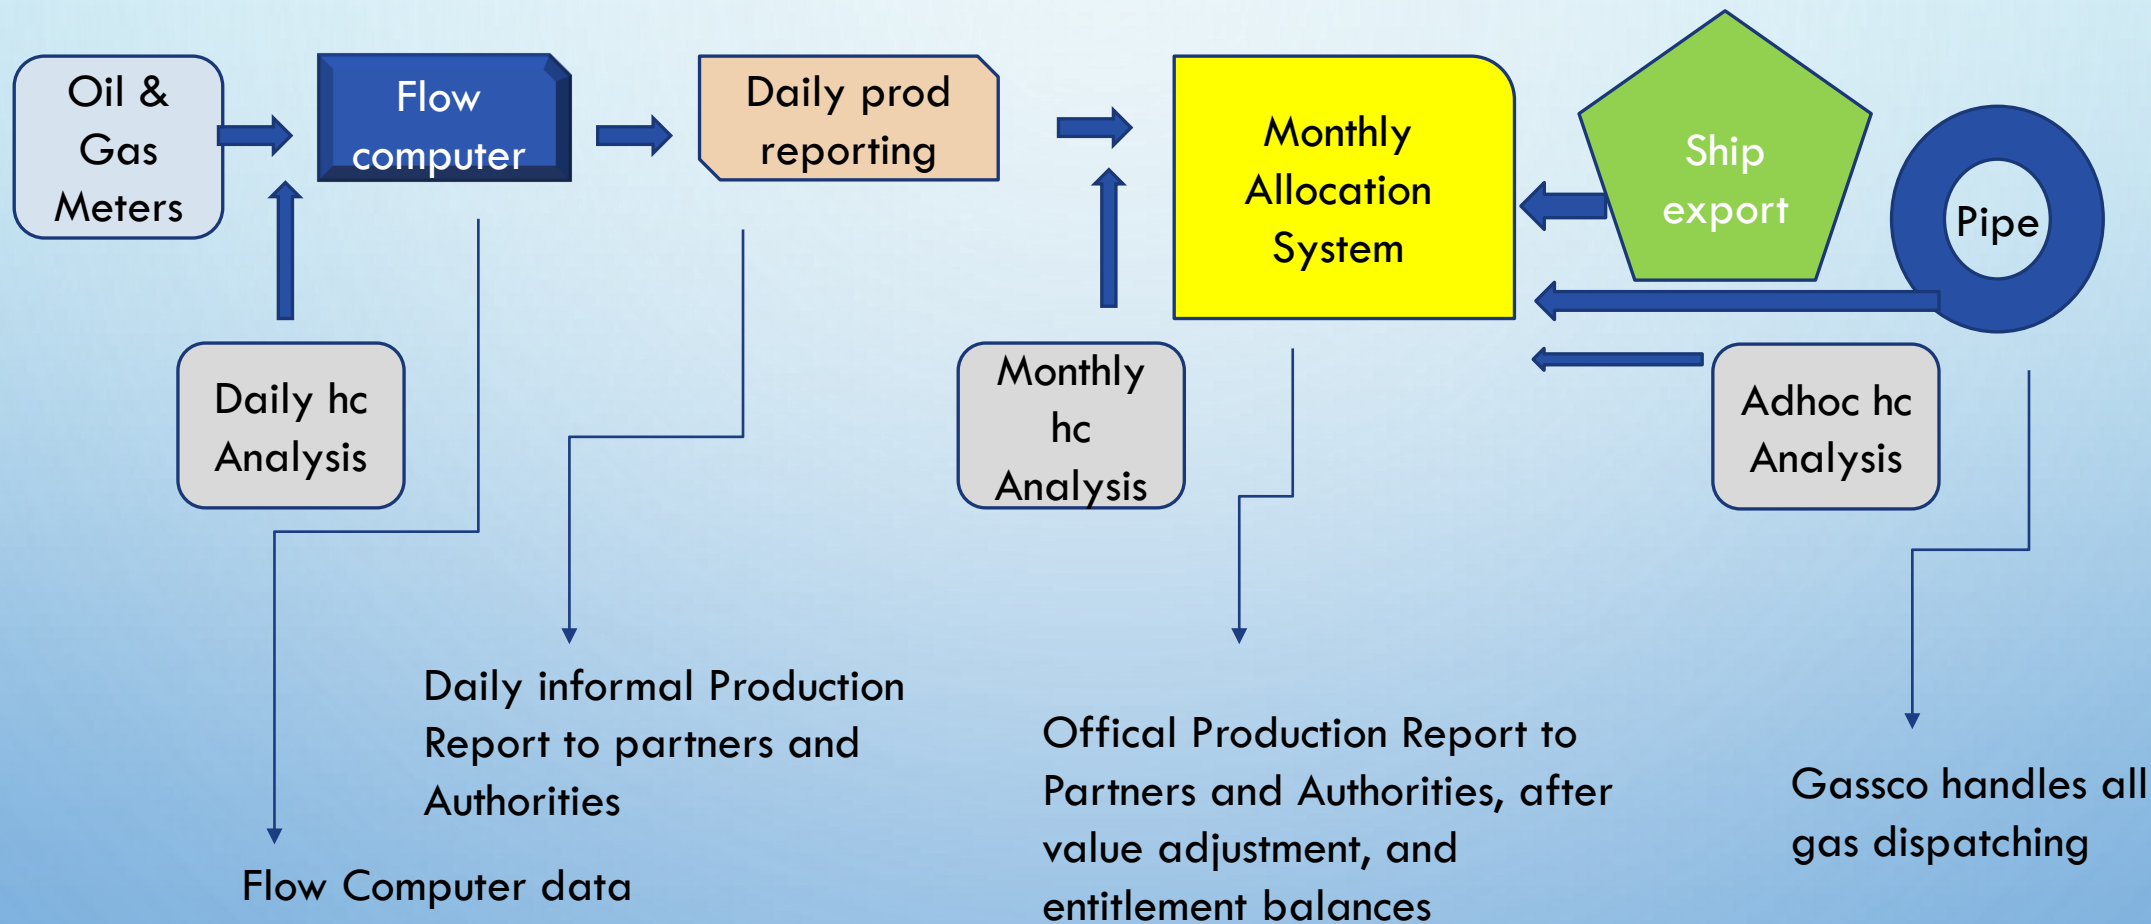 Oil &
Gas
Meters
Flow
computer
Daily prod
reporting
Monthly
Allocation
System
Ship
export
Pipe
Daily hc
Analysis
Monthly
hc
Analysis
Adhoc hc
Analysis
Daily informal Production
Report to partners and
Authorities
Flow Computer data
Offical Production Report to
Partners and Authorities, after
value adjustment, and
entitlement balances
Gassco handles all
gas dispatching